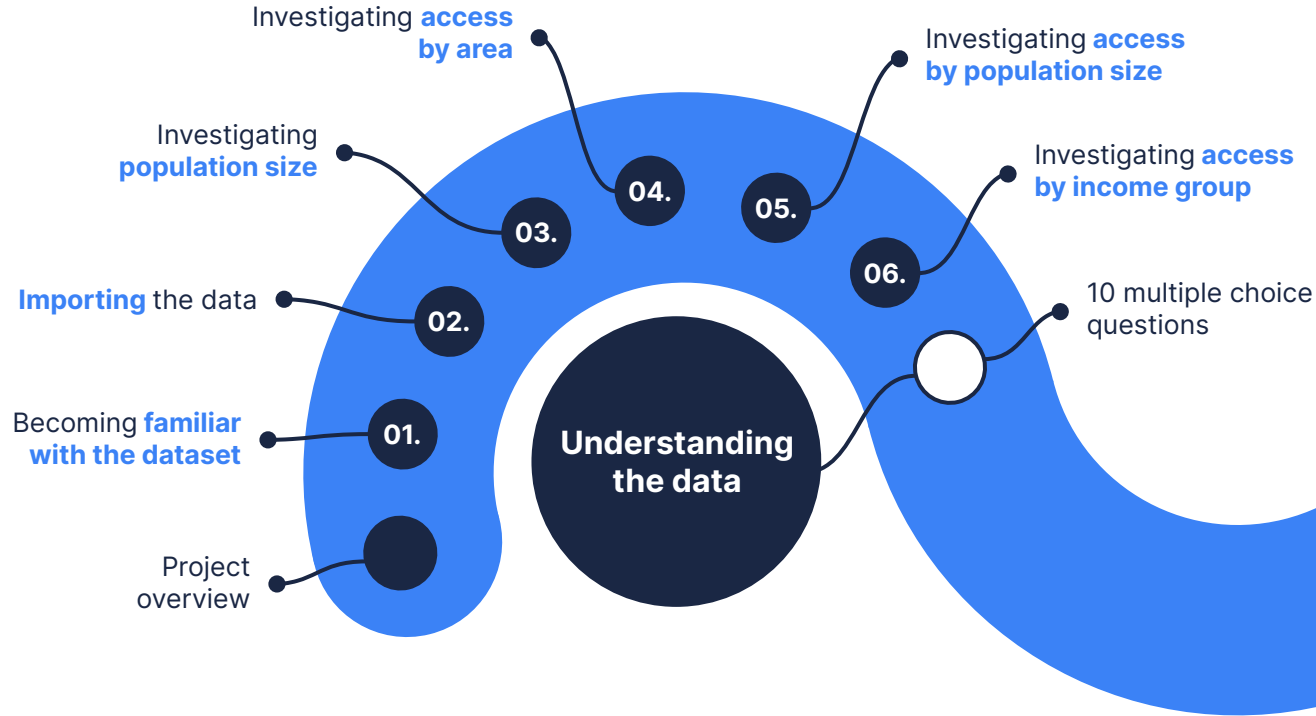 Investigating access
by area
Investigating access
by population size
Investigating
population size
Investigating access
by income group
04.
05.
03.
06.
Importing the data
02.
10 multiple choice
questions
Becoming familiar
with the dataset
01.
Understanding
the data
Project
overview